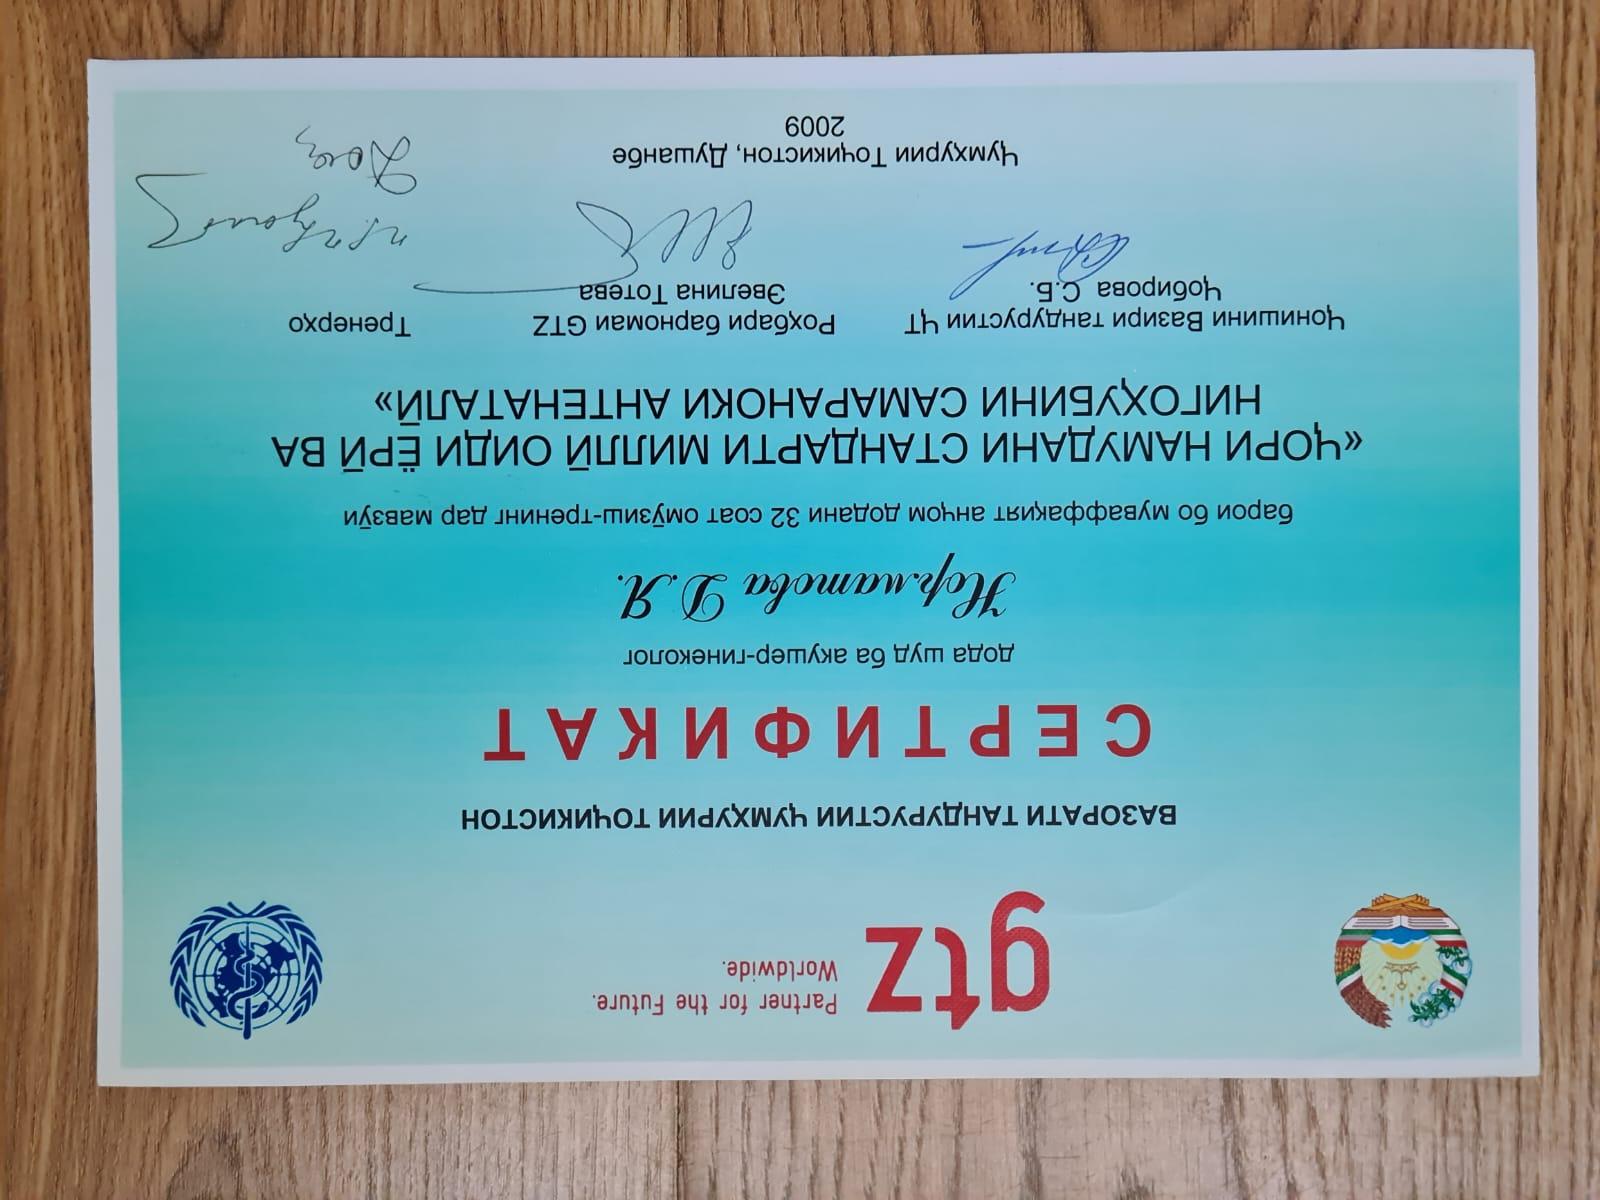 gtz
Partner for the Future.
Worldwide.
ВАЗОРАТИ ТАНДУРУСТИИ ҶУМҲУРИИ ТОҶИКИСТОН
СЕРТИФИКАТ
дода шуд ба акушер-гинеколог
Норматова Д.Я.
барои бо муваффақият анҷом додани 32 соат омӯзиш-тренинг дар мавзӯи
«ҶОРИ НАМУДАНИ СТАНДАРТИ МИЛЛӢ ОИДИ ЁРӢ ВА
НИГОҲУБИНИ САМАРАНОКИ АНТЕНАТАЛӢ»
Ҷонишини Вазири тандурустии ҶТ
Ҷобирова С.Б.
Роҳбари барномаи GTZ
Эвелина Тотева
Тренерҳо
Ҷумҳурии Тоҷикистон, Душанбе
2009